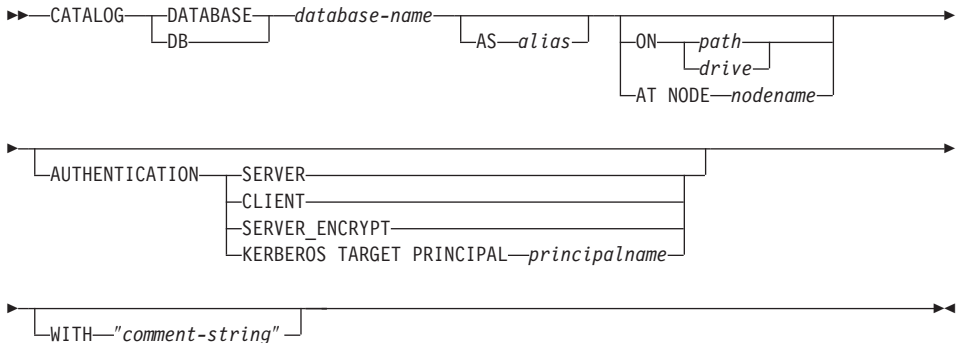 CATALOG DATABASE database-name
DB AS alias ON path
drive
AT NODE nodename
AUTHENTICATION SERVER
CLIENT
SERVER_ENCRYPT
KERBEROS TARGET PRINCIPAL principalname
WITH "comment-string"